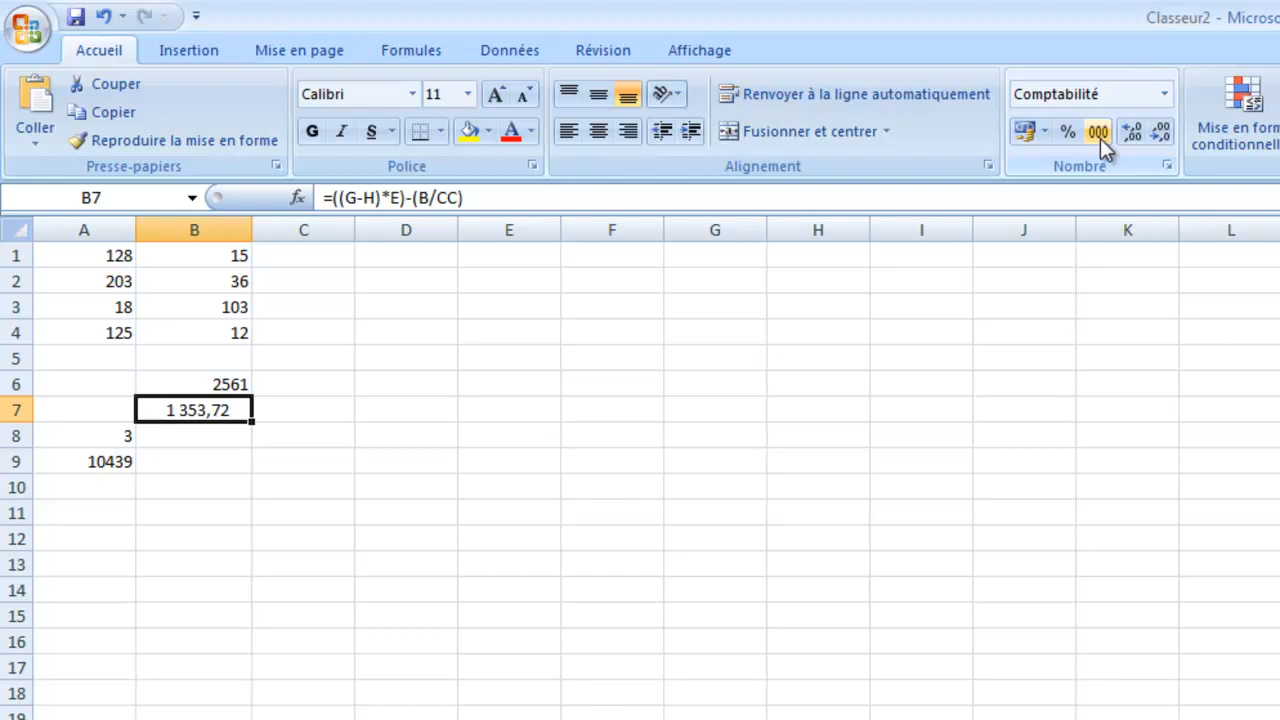 Classeur2 - Microso
Accueil Insertion Mise en page Formules Données Révision Affichage
Coller
Couper
Copier
Reproduire la mise en forme
Presse-papiers
Calibri 11
G I S
Police
Renvoyer à la ligne automatiquement
Fusionner et centrer
Alignement
Comptabilité
% 000 ,00 ,00
Nombre
Mise en form
conditionnell
B7 fx =((G-H)*E)-(B/CC)
A B C D E F G H I J K L
1 128 15
2 203 36
3 18 103
4 125 12
5
6 2561
7 1 353,72
8 3
9 10439
10
11
12
13
14
15
16
17
18
19